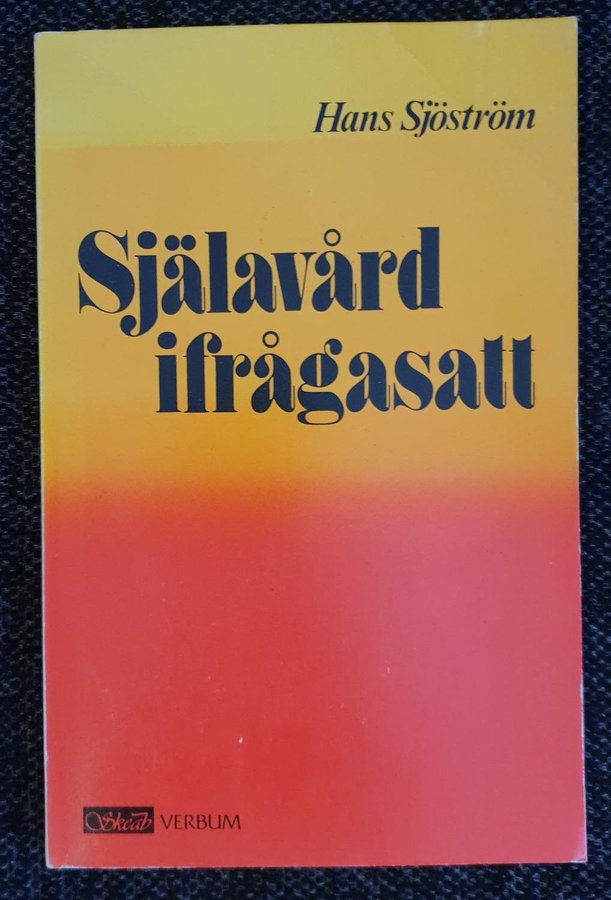 Hans Sjöström
Själavård
ifrågasatt
Skeab VERBUM